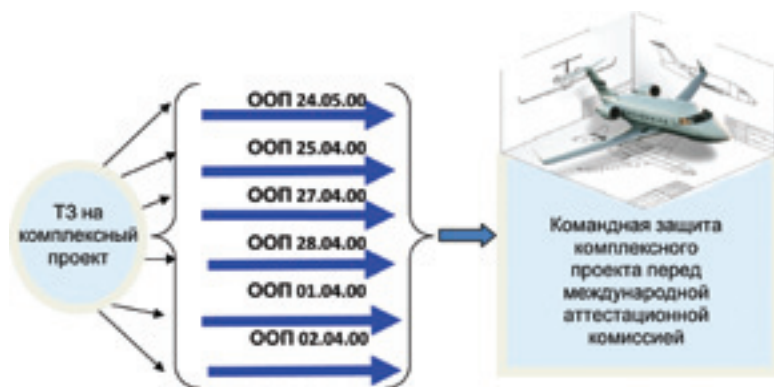 ТЗ на
комплексный
проект
ООП 24.05.00
ООП 25.04.00
ООП 27.04.00
ООП 28.04.00
ООП 01.04.00
ООП 02.04.00
Командная защита
комплексного
проекта перед
международной
аттестационной
комиссией